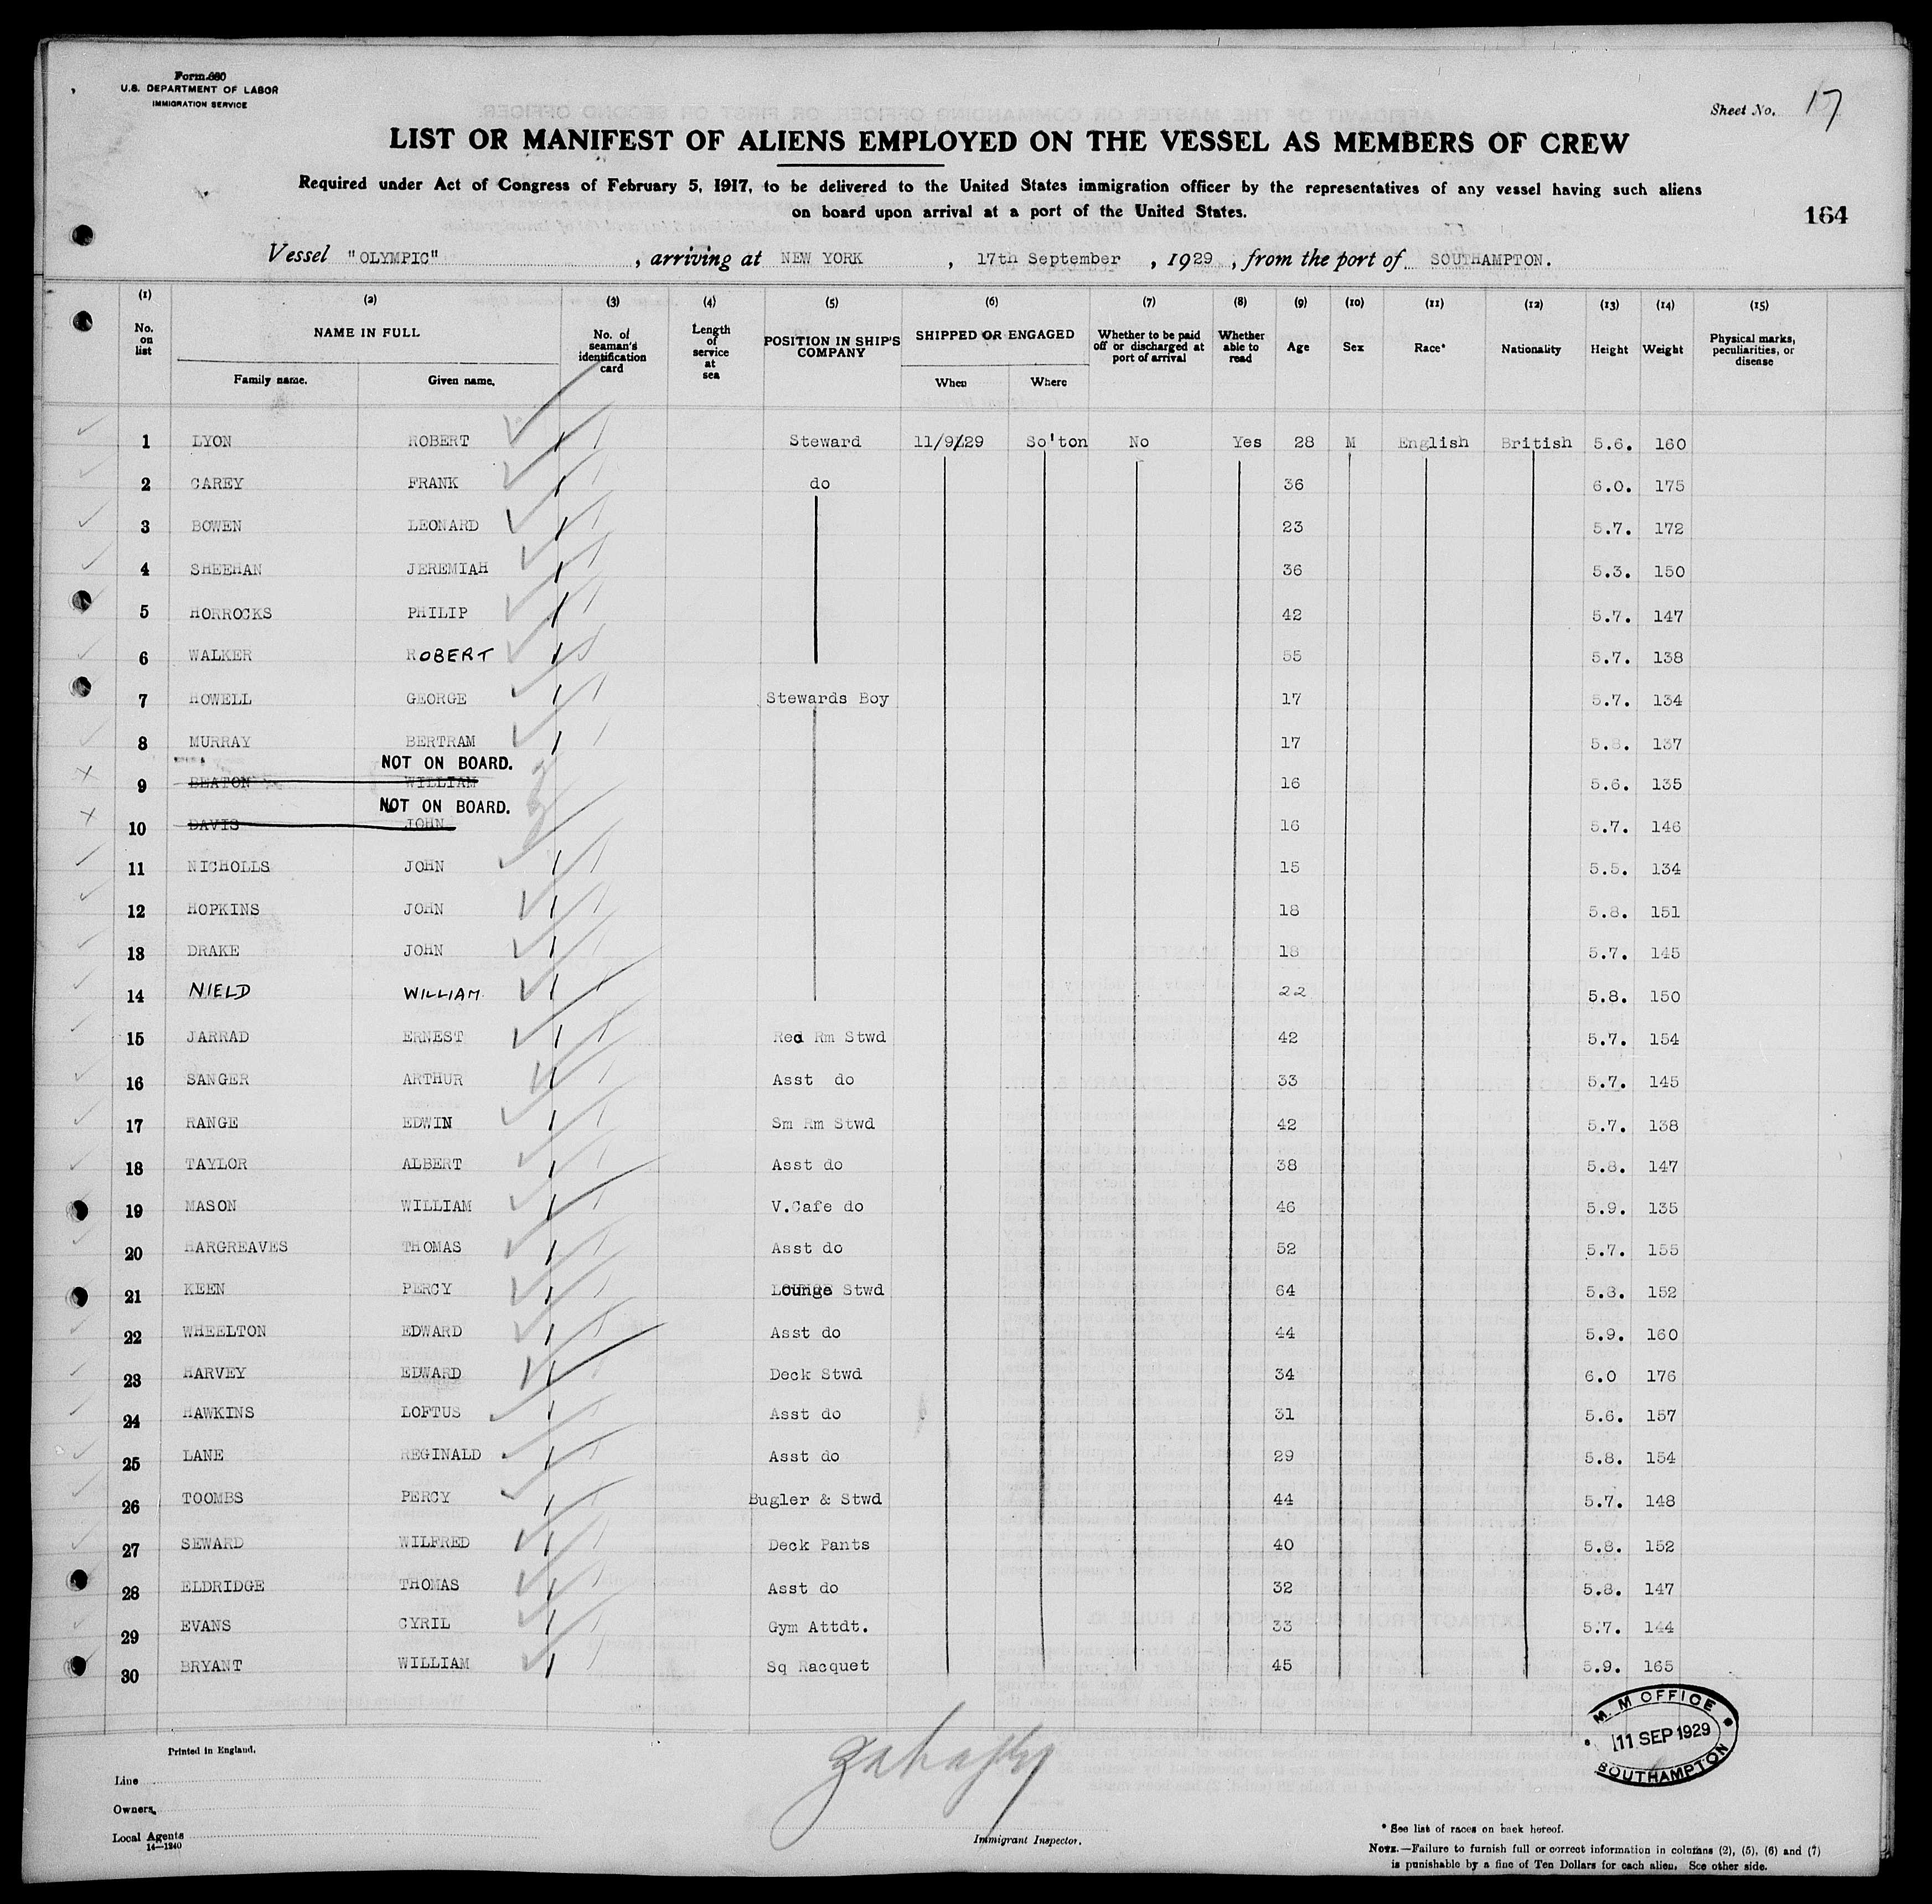 Form 680
U.S. DEPARTMENT OF LABOR
IMMIGRATION SERVICE
Sheet No. 17
LIST OR MANIFEST OF ALIENS EMPLOYED ON THE VESSEL AS MEMBERS OF CREW
Required under Act of Congress of February 5, 1917, to be delivered to the United States immigration officer by the representatives of any vessel having such aliens
on board upon arrival at a port of the United States.
164
Vessel "OLYMPIC", arriving at NEW YORK, 17th September, 1929, from the port of SOUTHAMPTON.
(1) (2) (3) (4) (5) (6) (7) (8) (9) (10) (11) (12) (13) (14) (15)
No. on list NAME IN FULL No. of seaman's identification card Length of service at sea POSITION IN SHIP'S COMPANY SHIPPED OR ENGAGED Whether to be paid off or discharged at port of arrival Whether able to read Age Sex Race* Nationality Height Weight Physical marks, peculiarities, or disease
Family name. Given name. When Where
1 LYON ROBERT Steward 11/9/29 So'ton No Yes 28 M English British 5.6. 160
2 CAREY FRANK do 36 6.0. 175
3 BOWEN LEONARD 23 5.7. 172
4 SHEEHAN JEREMIAH 36 5.3. 150
5 HORROCKS PHILIP 42 5.7. 147
6 WALKER ROBERT 55 5.7. 138
7 HOWELL GEORGE Stewards Boy 17 5.7. 134
8 MURRAY BERTRAM 17 5.8. 137
NOT ON BOARD.
9 BEATON WILLIAM 16 5.6. 135
NOT ON BOARD.
10 DAVIS JOHN 16 5.7. 146
11 NICHOLLS JOHN 15 5.5. 134
12 HOPKINS JOHN 18 5.8. 151
13 DRAKE JOHN 18 5.7. 145
14 NIELD WILLIAM 22 5.8. 150
15 JARRAD ERNEST Rec Rm Stwd 42 5.7. 154
16 SANGER ARTHUR Asst do 33 5.7. 145
17 RANGE EDWIN Sm Rm Stwd 42 5.7. 138
18 TAYLOR ALBERT Asst do 38 5.8. 147
19 MASON WILLIAM V.Cafe do 46 5.9. 135
20 HARGREAVES THOMAS Asst do 52 5.7. 155
21 KEEN PERCY Lounge Stwd 64 5.8. 152
22 WHEELTON EDWARD Asst do 44 5.9. 160
23 HARVEY EDWARD Deck Stwd 34 6.0 176
24 HAWKINS LOFTUS Asst do 31 5.6. 157
25 LANE REGINALD Asst do 29 5.8. 154
26 TOOMBS PERCY Bugler & Stwd 44 5.7. 148
27 SEWARD WILFRED Deck Pants 40 5.8. 152
28 ELDRIDGE THOMAS Asst do 32 5.8. 147
29 EVANS CYRIL Gym Attdt. 33 5.7. 144
30 BRYANT WILLIAM Sq Racquet 45 5.9. 165
M. M OFFICE
11 SEP 1929
SOUTHAMPTON
Printed in England.
Line
Owners
Local Agents
14—1240
Immigrant Inspector.
* See list of races on back hereof.
NOTE.—Failure to furnish full or correct information in columns (2), (5), (6) and (7)
is punishable by a fine of Ten Dollars for each alien. See other side.